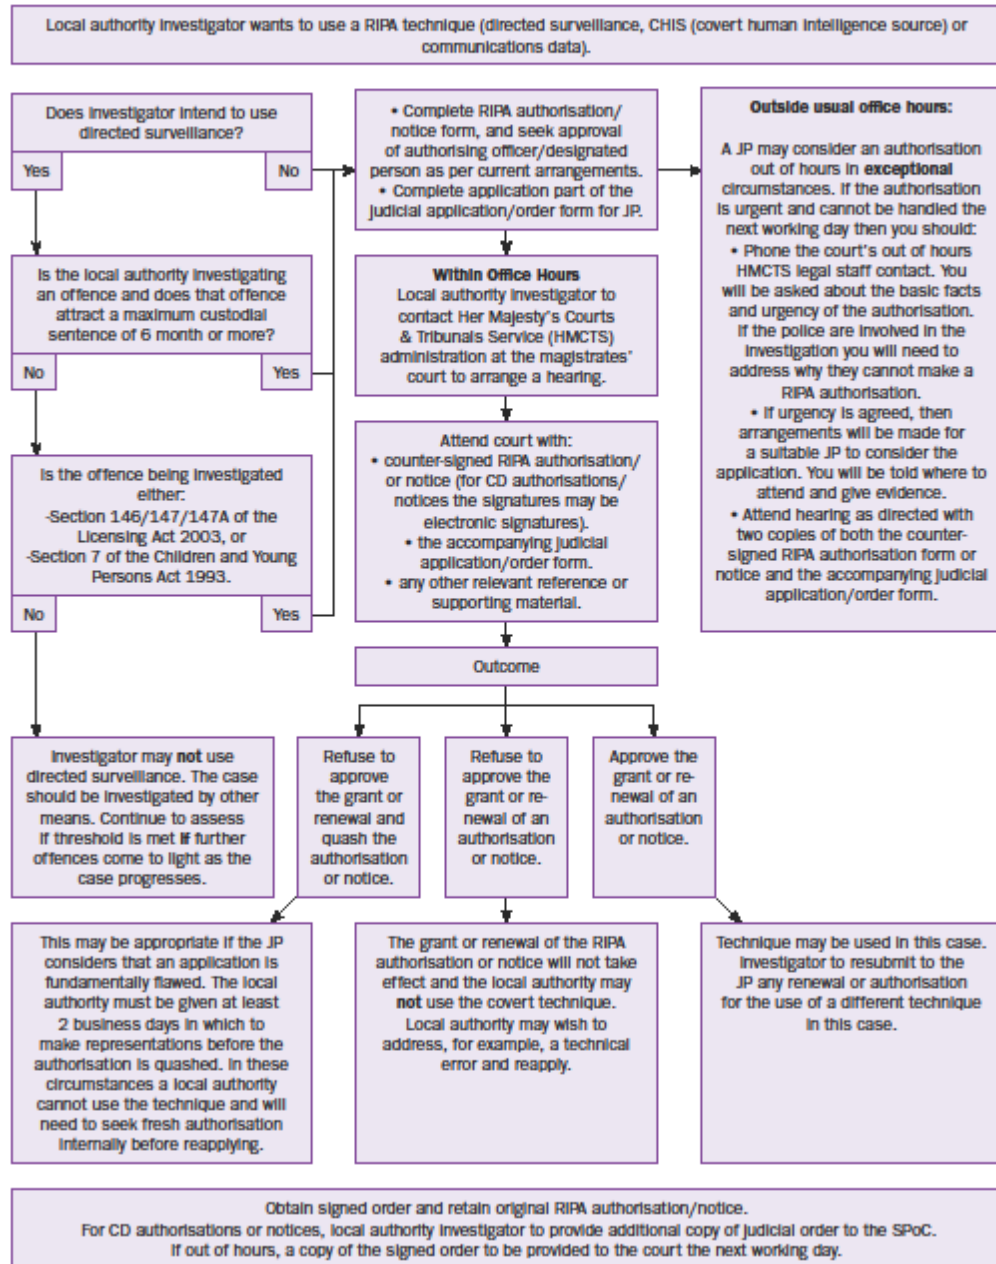 Local authority investigator wants to use a RIPA technique (directed surveillance, CHIS (covert human intelligence source) or
communications data).
Does investigator intend to use
directed surveillance?
Yes
No
Is the local authority investigating
an offence and does that offence
attract a maximum custodial
sentence of 6 month or more?
No
Yes
Is the offence being investigated
either:
-Section 146/147/147A of the
Licensing Act 2003, or
-Section 7 of the Children and Young
Persons Act 1993.
No
Yes
• Complete RIPA authorisation/
notice form, and seek approval
of authorising officer/designated
person as per current arrangements.
• Complete application part of the
judicial application/order form for JP.
Within Office Hours
Local authority investigator to
contact Her Majesty's Courts
& Tribunals Service (HMCTS)
administration at the magistrates'
court to arrange a hearing.
Attend court with:
• counter-signed RIPA authorisation/
or notice (for CD authorisations/
notices the signatures may be
electronic signatures).
• the accompanying judicial
application/order form.
• any other relevant reference or
supporting material.
Outside usual office hours:
A JP may consider an authorisation
out of hours in exceptional
circumstances. If the authorisation
is urgent and cannot be handled the
next working day then you should:
• Phone the court's out of hours
HMCTS legal staff contact. You
will be asked about the basic facts
and urgency of the authorisation.
If the police are involved in the
investigation you will need to
address why they cannot make a
RIPA authorisation.
• If urgency is agreed, then
arrangements will be made for
a suitable JP to consider the
application. You will be told where to
attend and give evidence.
• Attend hearing as directed with
two copies of both the counter-
signed RIPA authorisation form or
notice and the accompanying judicial
application/order form.
Outcome
Investigator may not use
directed surveillance. The case
should be investigated by other
means. Continue to assess
if threshold is met if further
offences come to light as the
case progresses.
Refuse to
approve
the grant or
renewal and
quash the
authorisation
or notice.
Refuse to
approve the
grant or re-
newal of an
authorisation
or notice.
Approve the
grant or re-
newal of an
authorisation
or notice.
This may be appropriate if the JP
considers that an application is
fundamentally flawed. The local
authority must be given at least
2 business days in which to
make representations before the
authorisation is quashed. In these
circumstances a local authority
cannot use the technique and will
need to seek fresh authorisation
internally before reapplying.
The grant or renewal of the RIPA
authorisation or notice will not take
effect and the local authority may
not use the covert technique.
Local authority may wish to
address, for example, a technical
error and reapply.
Technique may be used in this case.
Investigator to resubmit to the
JP any renewal or authorisation
for the use of a different technique
in this case.
Obtain signed order and retain original RIPA authorisation/notice.
For CD authorisations or notices, local authority investigator to provide additional copy of judicial order to the SPoC.
If out of hours, a copy of the signed order to be provided to the court the next working day.